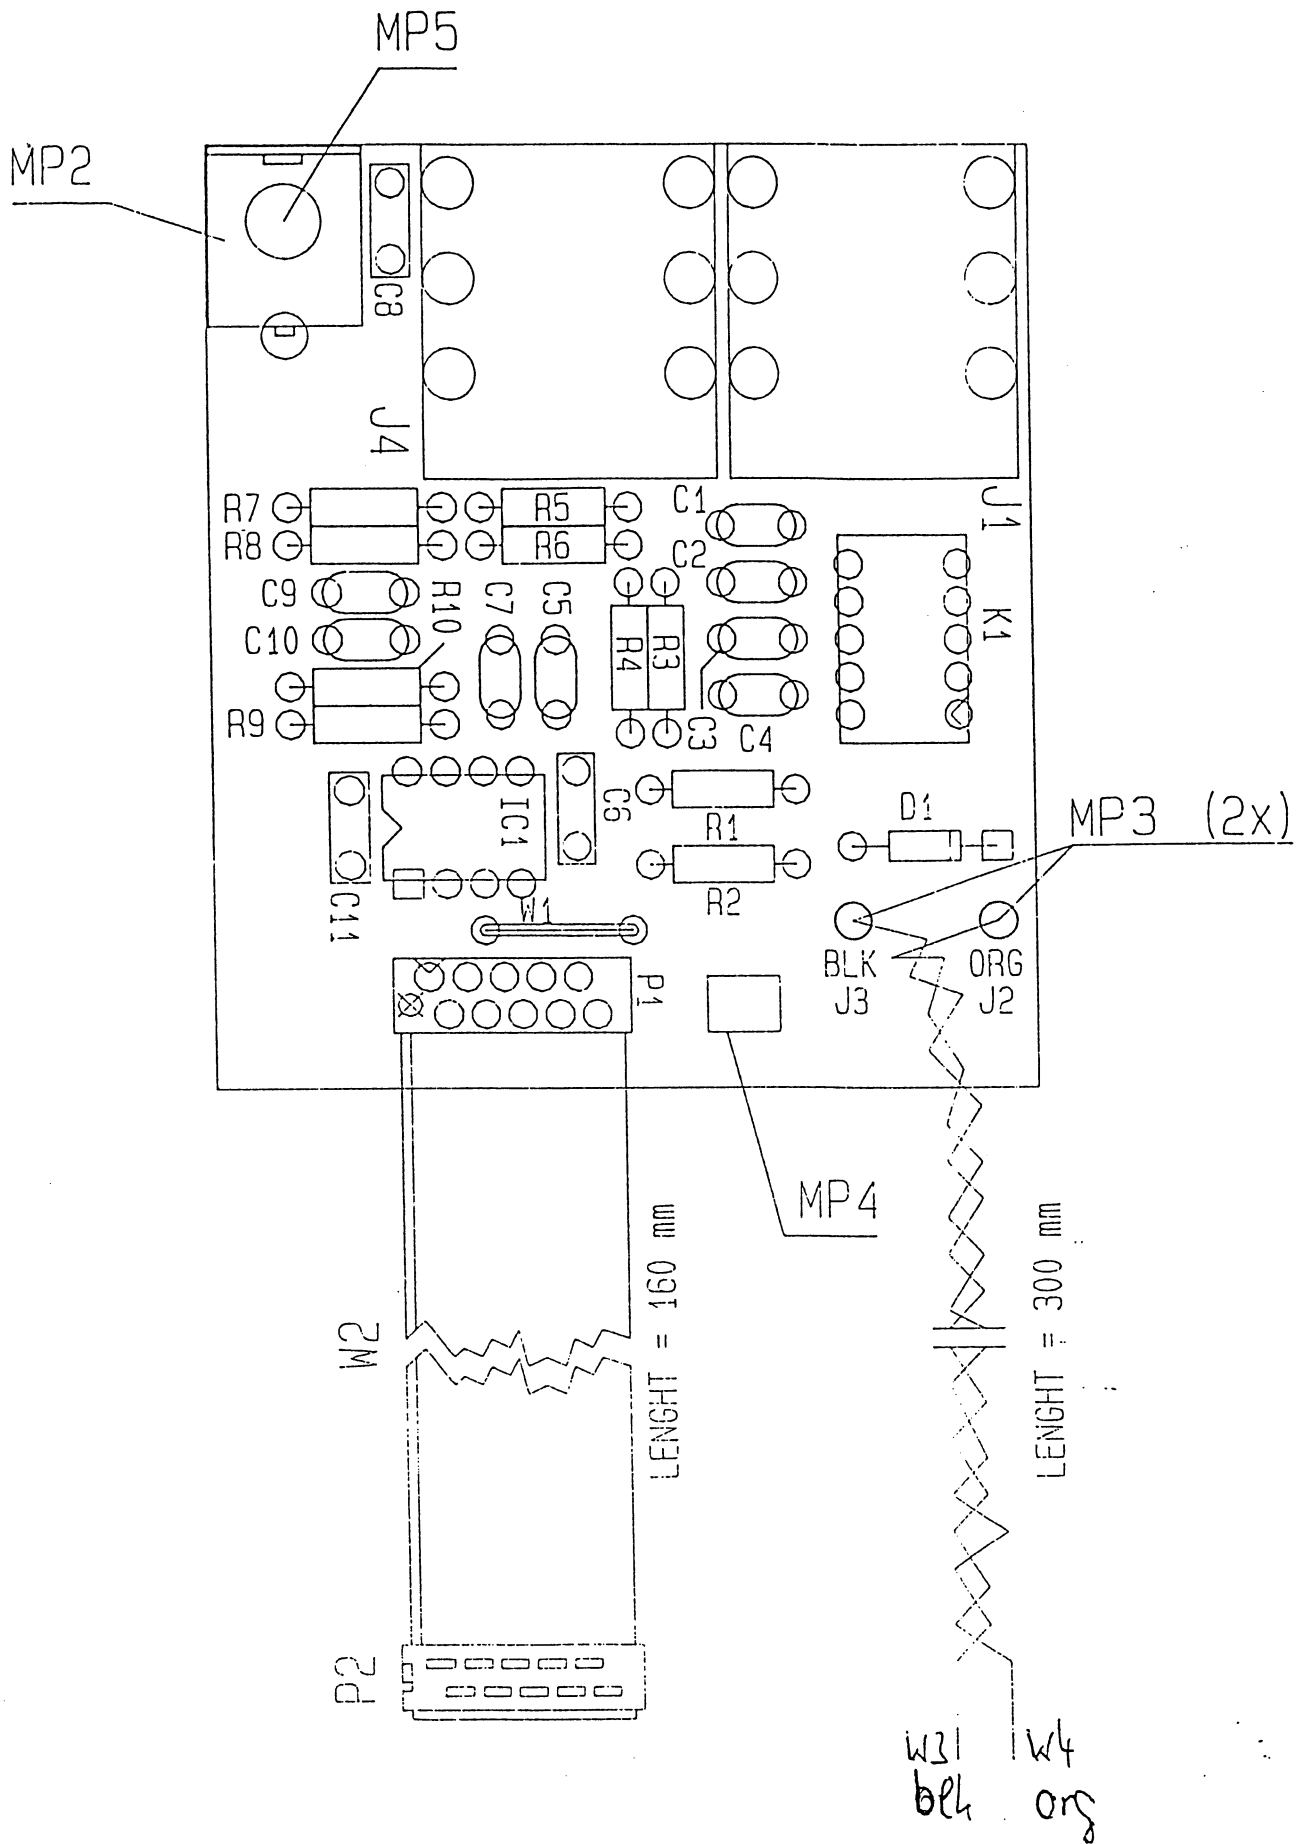 MP5
MP2
C8
J4
J1
R7
R5
C1
R8
R6
C2
C9
R10
C7
C5
K1
C10
R4
R3
R9
C3
C4
IC1
C6
R1
D1
MP3 (2x)
C11
R2
W1
BLK
ORG
P1
J3
J2
MP4
LENGHT = 160 mm
LENGHT = 300 mm
W2
P2
W3
W4
blk
org